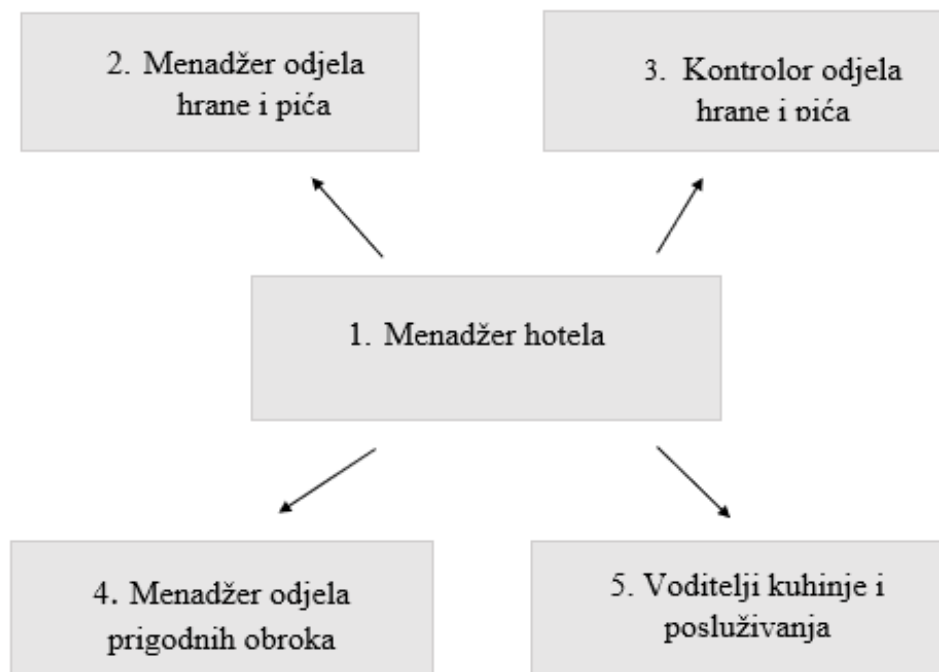 2. Menadžer odjela
hrane i pića
3. Kontrolor odjela
hrane i pića
1. Menadžer hotela
4. Menadžer odjela
prigodnih obroka
5. Voditelji kuhinje i
posluživanja